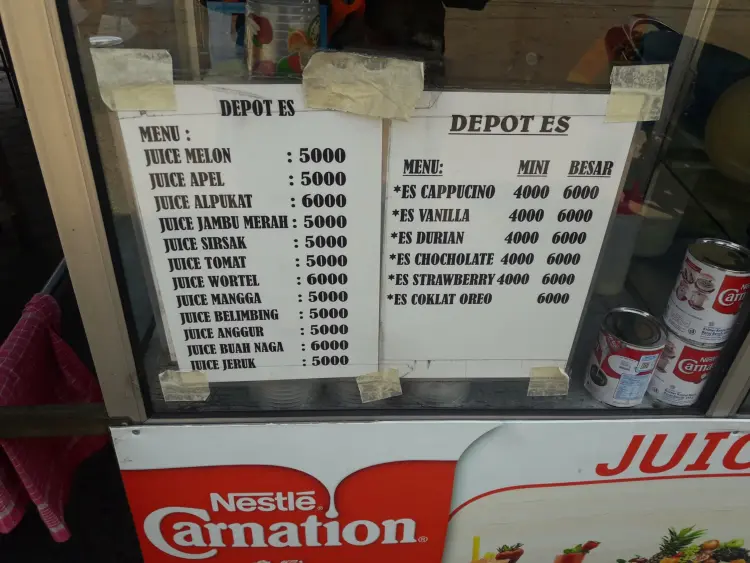 DEPOT ES
MENU :
JUICE MELON : 5000
JUICE APEL : 5000
JUICE ALPUKAT : 6000
JUICE JAMBU MERAH : 5000
JUICE SIRSAK : 5000
JUICE TOMAT : 5000
JUICE WORTEL : 6000
JUICE MANGGA : 5000
JUICE BELIMBING : 5000
JUICE ANGGUR : 5000
JUICE BUAH NAGA : 6000
JUICE JERUK : 5000
DEPOT ES
MENU: MINI BESAR
*ES CAPPUCINO 4000 6000
*ES VANILLA 4000 6000
*ES DURIAN 4000 6000
*ES CHOCHOLATE 4000 6000
*ES STRAWBERRY 4000 6000
*ES COKLAT OREO 6000
Nestlé
Carnation
JUIC